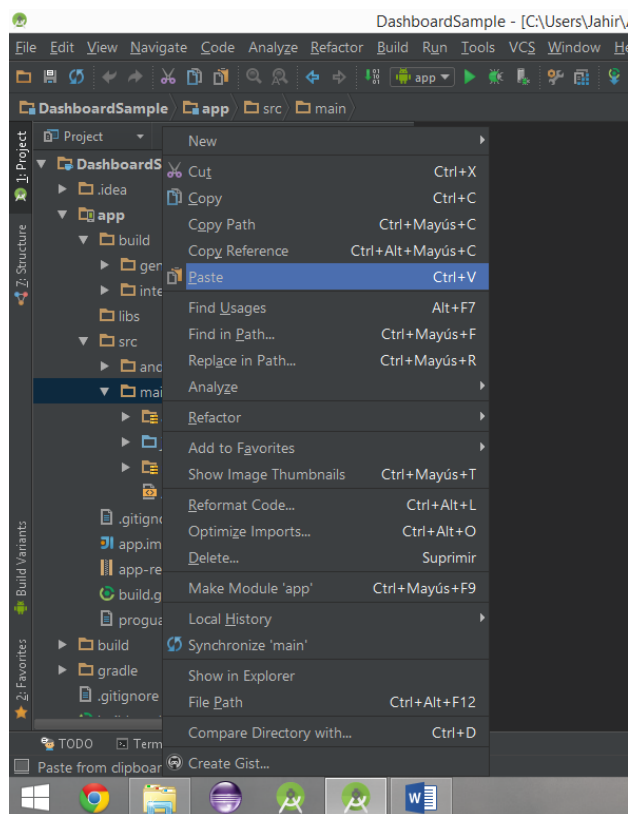 DashboardSample - [C:\Users\Jahir\
File Edit View Navigate Code Analyze Refactor Build Run Tools VCS Window He
app
DashboardSample app src main
1: Project
Z: Structure
Build Variants
2: Favorites
Project
DashboardS
.idea
app
build
gen
inte
libs
src
and
mai
.gitigno
app.im
app-re
build.g
progua
build
gradle
.gitignore
New
Cut Ctrl+X
Copy Ctrl+C
Copy Path Ctrl+Mayús+C
Copy Reference Ctrl+Alt+Mayús+C
Paste Ctrl+V
Find Usages Alt+F7
Find in Path... Ctrl+Mayús+F
Replace in Path... Ctrl+Mayús+R
Analyze
Refactor
Add to Favorites
Show Image Thumbnails Ctrl+Mayús+T
Reformat Code... Ctrl+Alt+L
Optimize Imports... Ctrl+Alt+O
Delete... Suprimir
Make Module 'app' Ctrl+Mayús+F9
Local History
Synchronize 'main'
Show in Explorer
File Path Ctrl+Alt+F12
Compare Directory with... Ctrl+D
Create Gist...
TODO Term
Paste from clipboar